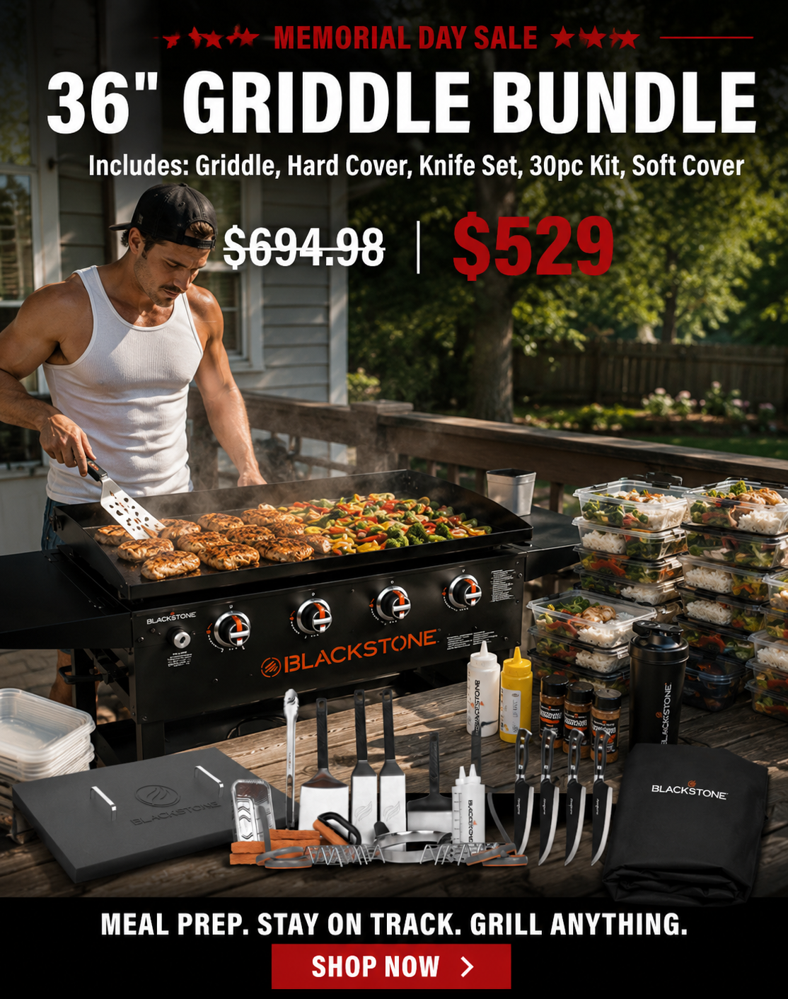 MEMORIAL DAY SALE
36" GRIDDLE BUNDLE
Includes: Griddle, Hard Cover, Knife Set, 30pc Kit, Soft Cover
$694.98 | $529
BLACKSTONE
BLACKSTONE
BLACKSTONE
BLACKSTONE
BLACKSTONE
MEAL PREP. STAY ON TRACK. GRILL ANYTHING.
SHOP NOW >